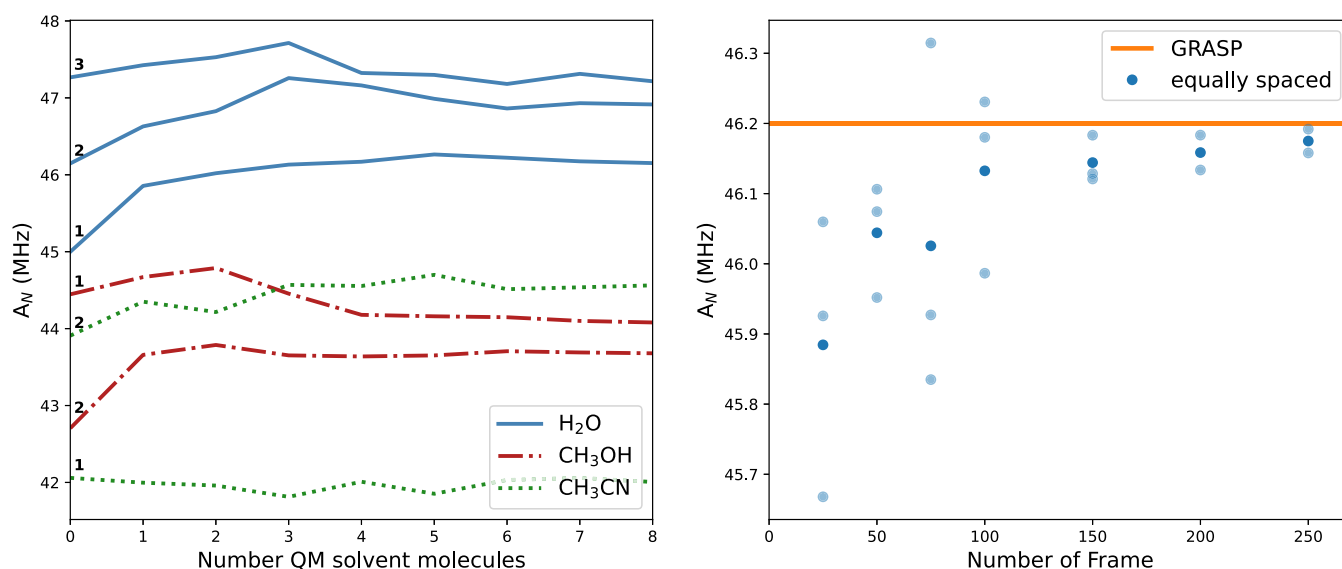 48
47
46
45
44
43
42
A_N (MHz)
3
2
1
1
2
2
1
H₂O
CH₃OH
CH₃CN
0 1 2 3 4 5 6 7 8
Number QM solvent molecules
46.3
46.2
46.1
46.0
45.9
45.8
45.7
A_N (MHz)
GRASP
equally spaced
0 50 100 150 200 250
Number of Frame